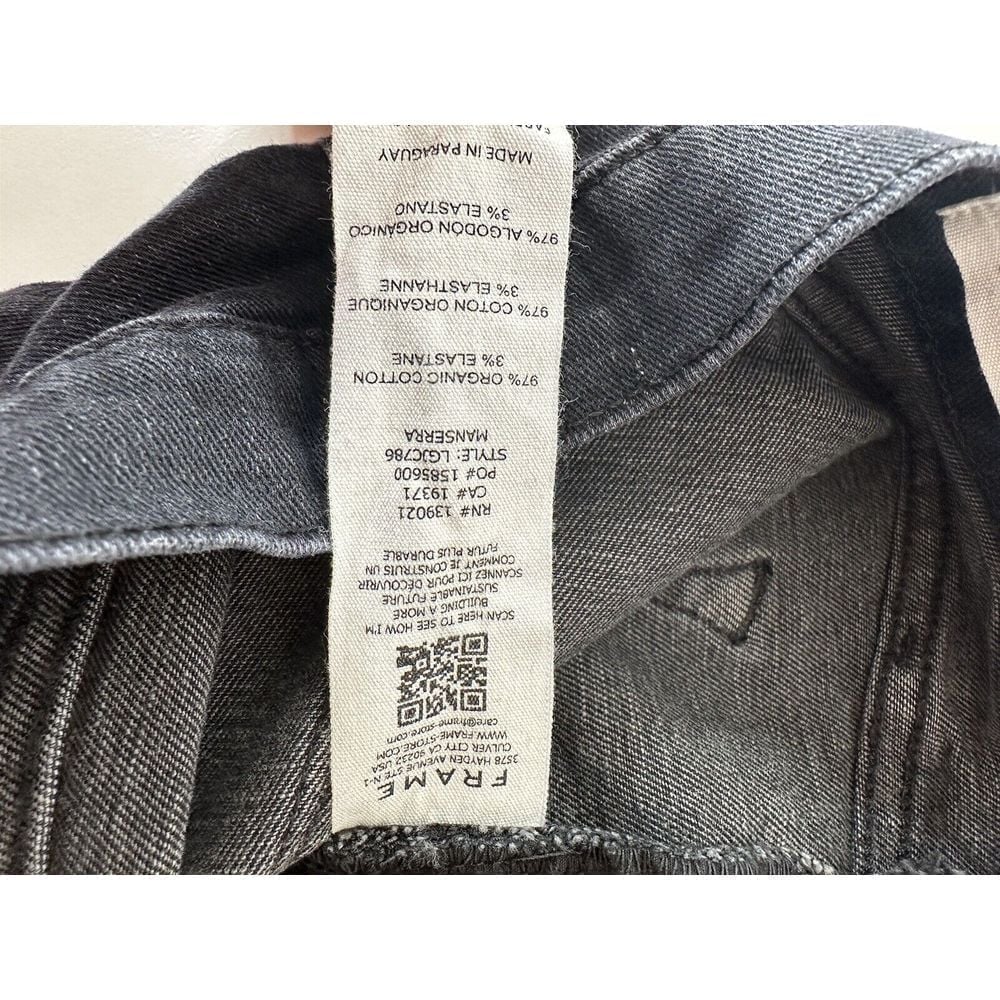 FRAME
3578 HAYDEN AVENUE STE N-1
CULVER CITY CA 90232 USA
WWW.FRAME-STORE.COM
care@frame-store.com
SCAN HERE TO SEE HOW I'M
BUILDING A MORE
SUSTAINABLE FUTURE
SCANNEZ ICI POUR DÉCOUVRIR
COMMENT JE CONSTRUIS UN
FUTUR PLUS DURABLE
RN# 139021
CA# 19371
PO# 1585600
STYLE: LGJC786
MANSERRA
97% ORGANIC COTTON
3% ELASTANE
97% COTON ORGANIQUE
3% ELASTHANNE
97% ALGODON ORGÁNICO
3% ELASTANO
MADE IN PARAGUAY